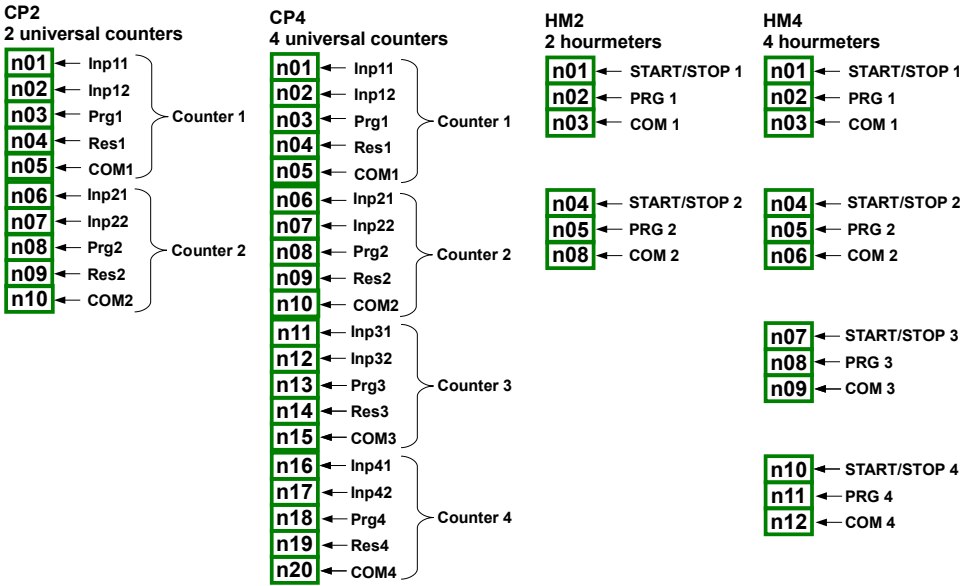 CP2
2 universal counters
n01 Inp11
n02 Inp12
n03 Prg1
n04 Res1
n05 COM1
Counter 1
n06 Inp21
n07 Inp22
n08 Prg2
n09 Res2
n10 COM2
Counter 2
CP4
4 universal counters
n01 Inp11
n02 Inp12
n03 Prg1
n04 Res1
n05 COM1
Counter 1
n06 Inp21
n07 Inp22
n08 Prg2
n09 Res2
n10 COM2
Counter 2
n11 Inp31
n12 Inp32
n13 Prg3
n14 Res3
n15 COM3
Counter 3
n16 Inp41
n17 Inp42
n18 Prg4
n19 Res4
n20 COM4
Counter 4
HM2
2 hourmeters
n01 START/STOP 1
n02 PRG 1
n03 COM 1
n04 START/STOP 2
n05 PRG 2
n08 COM 2
HM4
4 hourmeters
n01 START/STOP 1
n02 PRG 1
n03 COM 1
n04 START/STOP 2
n05 PRG 2
n06 COM 2
n07 START/STOP 3
n08 PRG 3
n09 COM 3
n10 START/STOP 4
n11 PRG 4
n12 COM 4